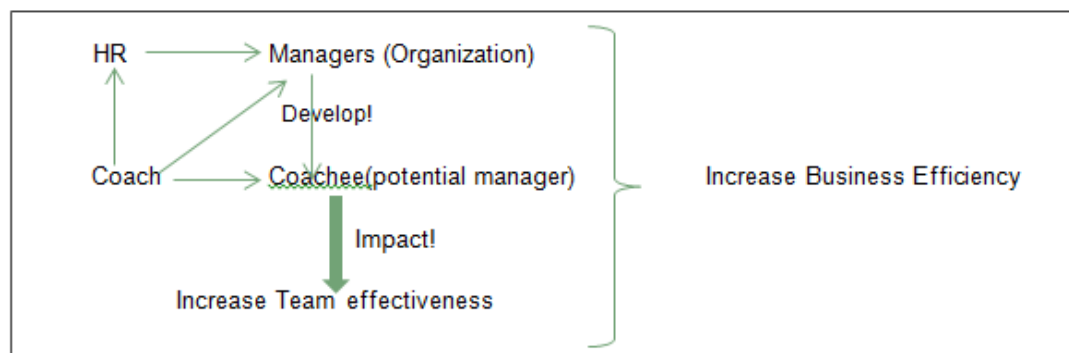 HR Managers (Organization)
Develop!
Coach Coachee(potential manager) Increase Business Efficiency
Impact!
Increase Team effectiveness